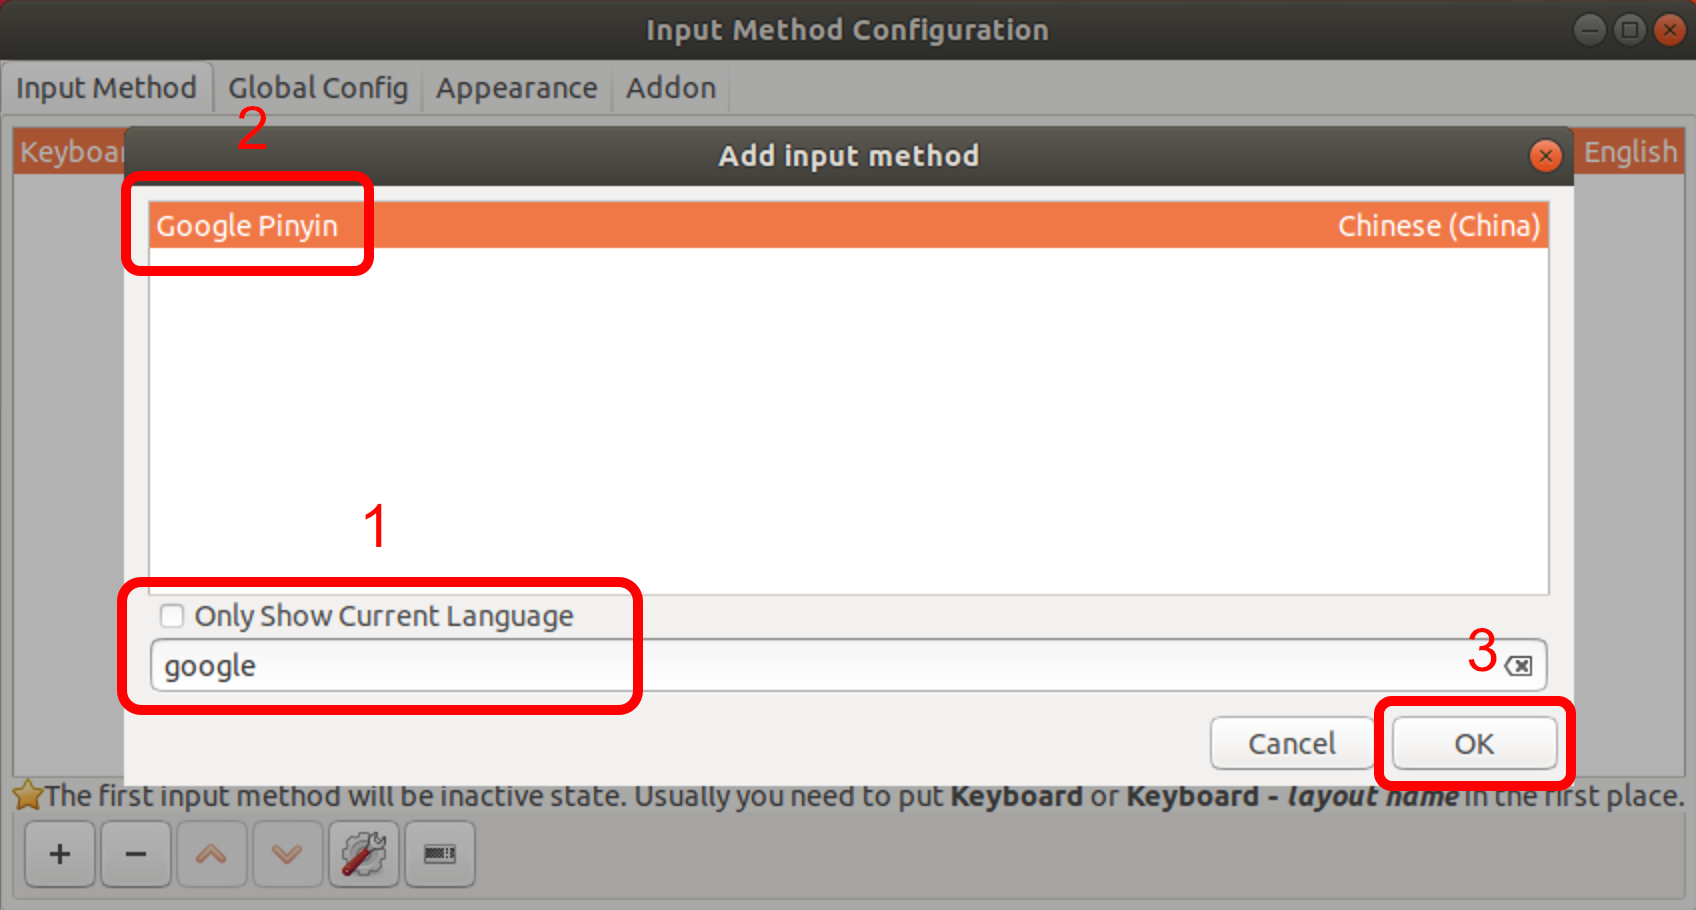 Input Method Configuration
Input Method Global Config Appearance Addon
2
Keyboar English
Add input method
Google Pinyin Chinese (China)
1
Only Show Current Language
google
3
Cancel OK
The first input method will be inactive state. Usually you need to put Keyboard or Keyboard - layout name in the first place.